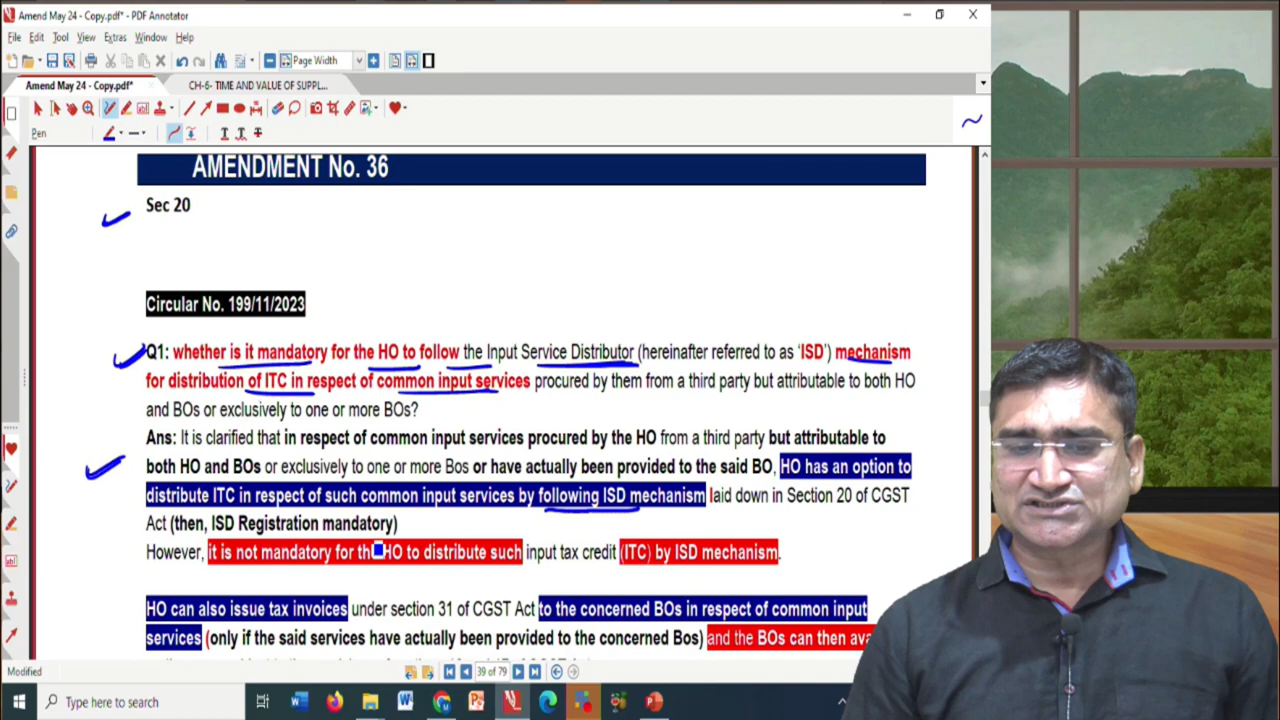 Amend May 24 - Copy.pdf* - PDF Annotator
File Edit Tool View Extras Window Help
Page Width
Amend May 24 - Copy.pdf*
CH-6- TIME AND VALUE OF SUPPL...
Pen
AMENDMENT No. 36
Sec 20
Circular No. 199/11/2023
Q1: whether is it mandatory for the HO to follow the Input Service Distributor (hereinafter referred to as ‘ISD’) mechanism
for distribution of ITC in respect of common input services procured by them from a third party but attributable to both HO
and BOs or exclusively to one or more BOs?
Ans: It is clarified that in respect of common input services procured by the HO from a third party but attributable to
both HO and BOs or exclusively to one or more Bos or have actually been provided to the said BO, HO has an option to
distribute ITC in respect of such common input services by following ISD mechanism laid down in Section 20 of CGST
Act (then, ISD Registration mandatory)
However, it is not mandatory for th HO to distribute such input tax credit (ITC) by ISD mechanism.
HO can also issue tax invoices under section 31 of CGST Act to the concerned BOs in respect of common input
services (only if the said services have actually been provided to the concerned Bos) and the BOs can then ava
Modified
39 of 79
Type here to search